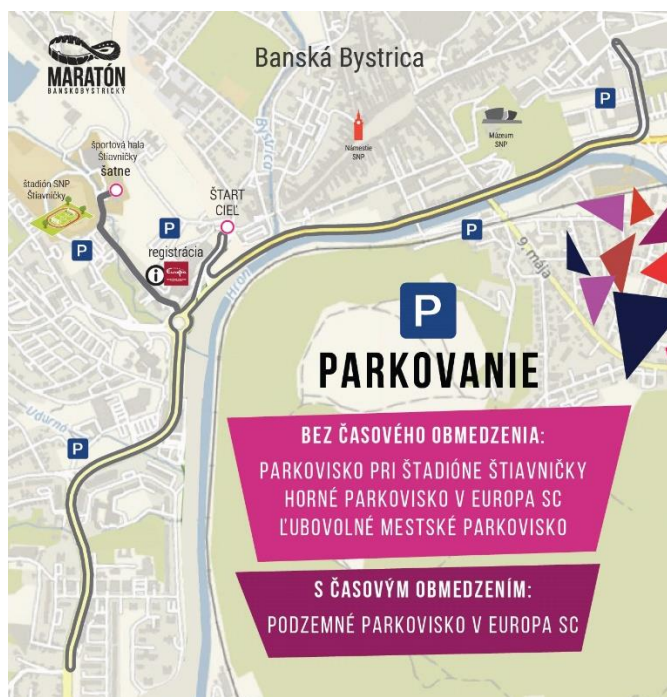 MARATÓN
BANSKOBYSTRICKÝ
Banská Bystrica
P
Bystrica
Námestie
SNP
Múzeum
SNP
športová hala
Štiavničky
šatne
štadión SNP
Štiavničky
P
P
ŠTART
CIEĽ
registrácia
i
Hron
P
9. mája
Udurná
P
P
PARKOVANIE
BEZ ČASOVÉHO OBMEDZENIA:
PARKOVISKO PRI ŠTADIÓNE ŠTIAVNIČKY
HORNÉ PARKOVISKO V EUROPA SC
ĽUBOVOLNÉ MESTSKÉ PARKOVISKO
S ČASOVÝM OBMEDZENÍM:
PODZEMNÉ PARKOVISKO V EUROPA SC